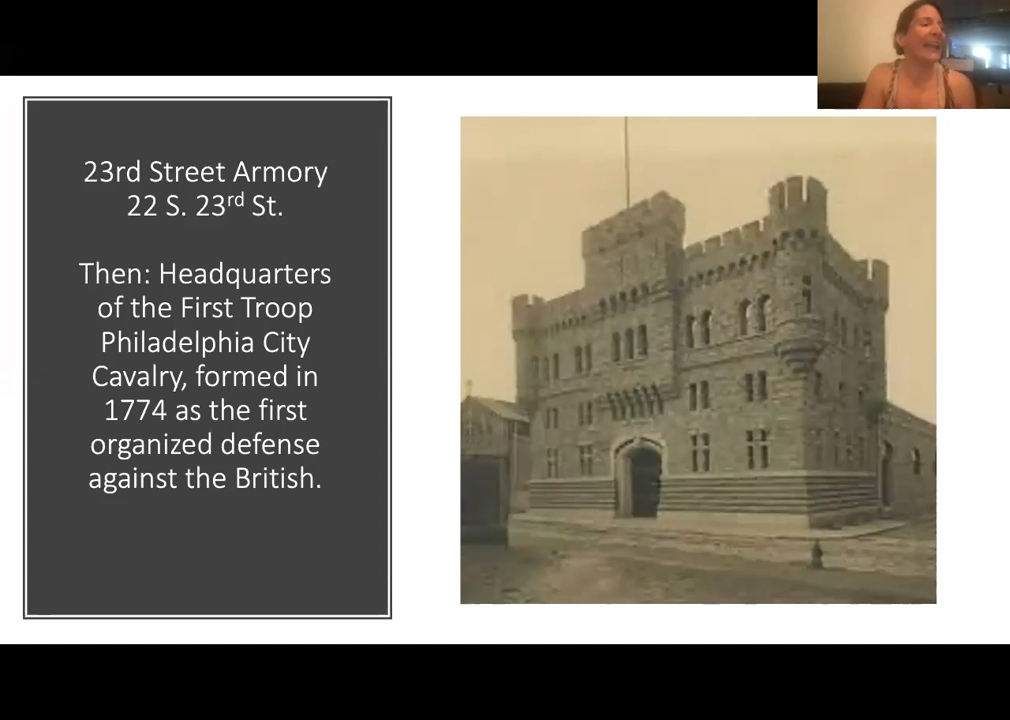 23rd Street Armory
22 S. 23rd St.
Then: Headquarters
of the First Troop
Philadelphia City
Cavalry, formed in
1774 as the first
organized defense
against the British.